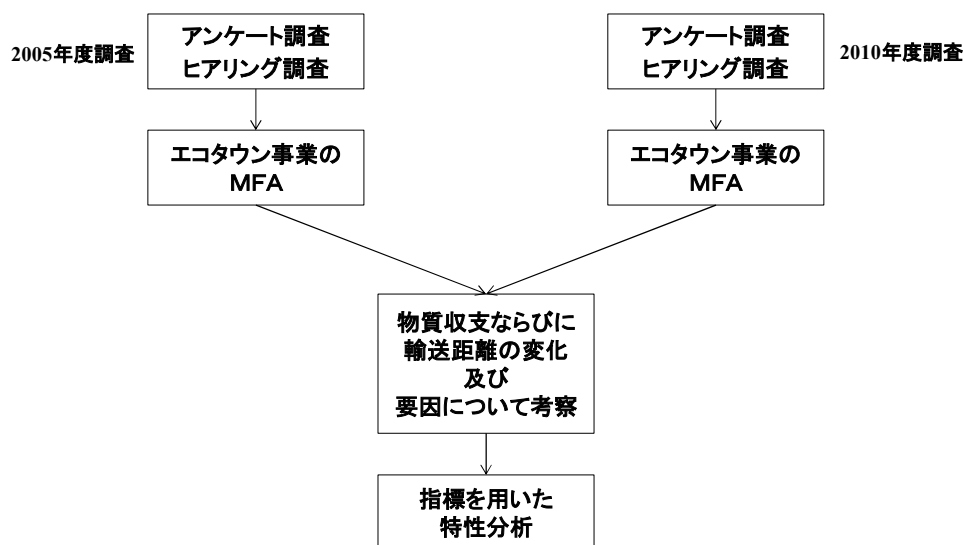 2005年度調査
アンケート調査
ヒアリング調査
アンケート調査
ヒアリング調査
2010年度調査
エコタウン事業の
MFA
エコタウン事業の
MFA
物質収支ならびに
輸送距離の変化
及び
要因について考察
指標を用いた
特性分析